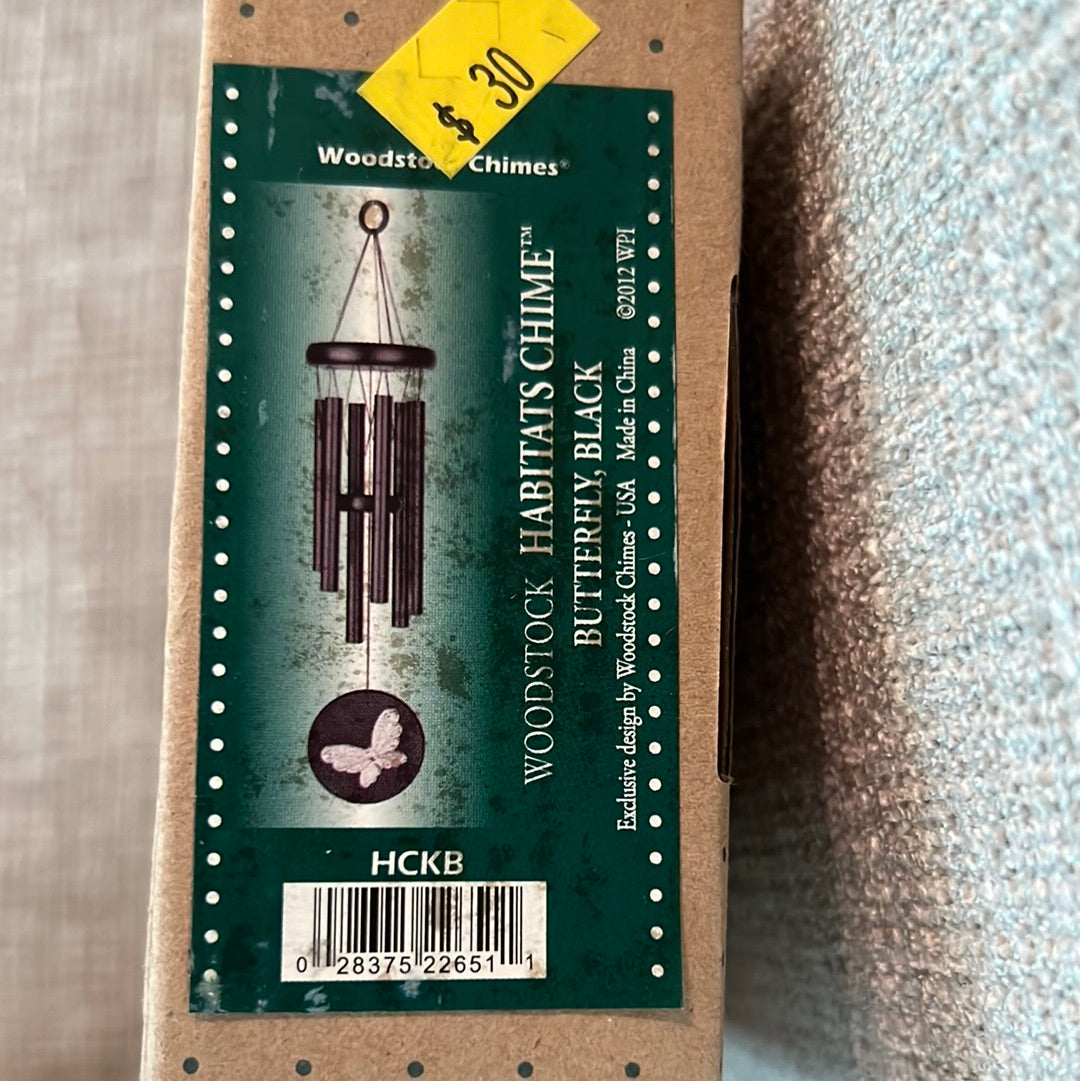 $ 30
Woodstock Chimes®
WOODSTOCK HABITATS CHIME™
BUTTERFLY, BLACK
Exclusive design by Woodstock Chimes - USA Made in China ©2012 WPI
HCKB
0 28375 22651 1